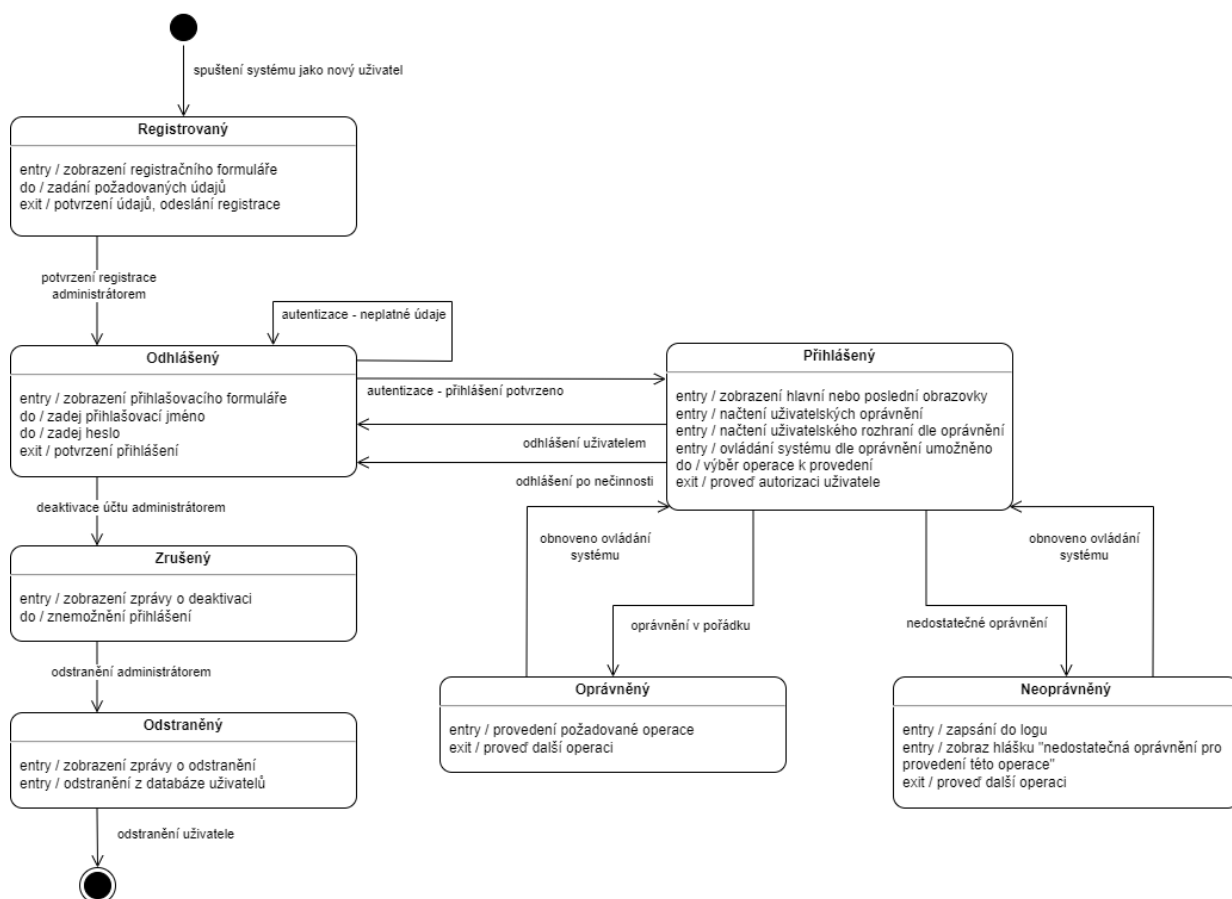 spuštení systému jako nový uživatel
Registrovaný
entry / zobrazení registračního formuláře
do / zadání požadovaných údajů
exit / potvrzení údajů, odeslání registrace
potvrzení registrace
administrátorem
autentizace - neplatné údaje
Odhlášený
entry / zobrazení přihlašovacího formuláře
do / zadej přihlašovací jméno
do / zadej heslo
exit / potvrzení přihlášení
autentizace - přihlášení potvrzeno
odhlášení uživatelem
odhlášení po nečinnosti
Přihlášený
entry / zobrazení hlavní nebo poslední obrazovky
entry / načtení uživatelských oprávnění
entry / načtení uživatelského rozhraní dle oprávnění
entry / ovládání systému dle oprávnění umožněno
do / výběr operace k provedení
exit / proveď autorizaci uživatele
deaktivace účtu administrátorem
obnoveno ovládání
systému
obnoveno ovládání
systému
Zrušený
entry / zobrazení zprávy o deaktivaci
do / znemožnění přihlášení
oprávnění v pořádku
nedostatečné oprávnění
odstranění administrátorem
Oprávněný
entry / provedení požadované operace
exit / proveď další operaci
Neoprávněný
entry / zapsání do logu
entry / zobraz hlášku "nedostatečná oprávnění pro
provedení této operace"
exit / proveď další operaci
Odstraněný
entry / zobrazení zprávy o odstranění
entry / odstranění z databáze uživatelů
odstranění uživatele